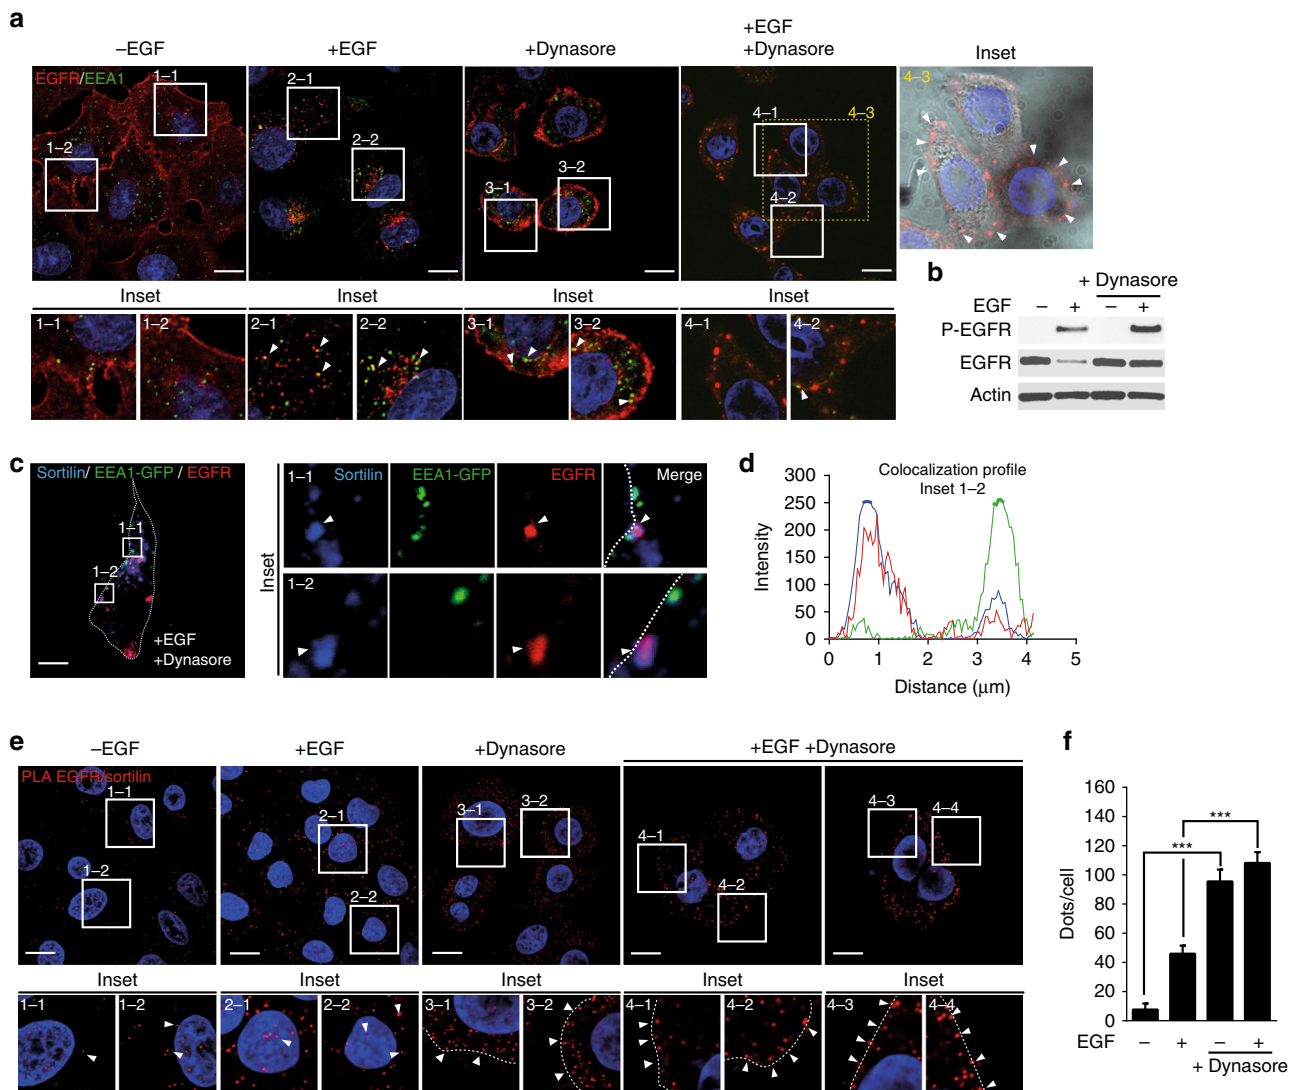 a
–EGF
+EGF
+Dynasore
+EGF
+Dynasore
Inset
EGFR/EEA1
1–1
1–2
2–1
2–2
3–1
3–2
4–1
4–2
4–3
4–3
Inset
Inset
Inset
Inset
1–1
1–2
2–1
2–2
3–1
3–2
4–1
4–2
b
+ Dynasore
EGF – + – +
P-EGFR
EGFR
Actin
c
Sortilin/ EEA1-GFP / EGFR
1–1
1–2
+EGF
+Dynasore
Inset
1–1
Sortilin
EEA1-GFP
EGFR
Merge
1–2
d
Colocalization profile
Inset 1–2
Intensity
300
250
200
150
100
50
0
0 1 2 3 4 5
Distance (μm)
e
–EGF
+EGF
+Dynasore
+EGF +Dynasore
PLA EGFR/sortilin
1–1
1–2
2–1
2–2
3–1
3–2
4–1
4–2
4–3
4–4
Inset
Inset
Inset
Inset
Inset
1–1
1–2
2–1
2–2
3–1
3–2
4–1
4–2
4–3
4–4
f
Dots/cell
160
140
120
100
80
60
40
20
0
***
***
EGF – + – +
+ Dynasore